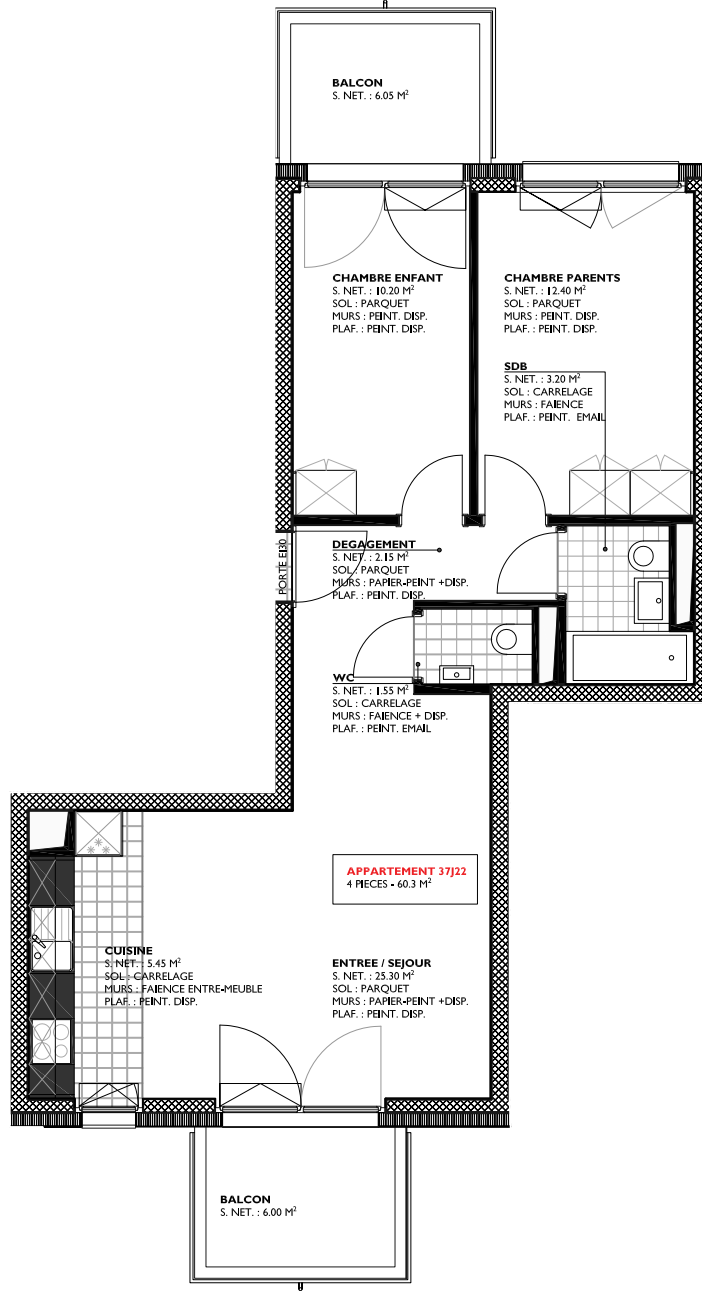 BALCON
S. NET. : 6.05 M²
CHAMBRE ENFANT
S. NET. : 10.20 M²
SOL : PARQUET
MURS : PEINT. DISP.
PLAF. : PEINT. DISP.
CHAMBRE PARENTS
S. NET. : 12.40 M²
SOL : PARQUET
MURS : PEINT. DISP.
PLAF. : PEINT. DISP.
SDB
S. NET. : 3.20 M²
SOL : CARRELAGE
MURS : FAIENCE
PLAF. : PEINT. EMAIL
PORTE EI30
DEGAGEMENT
S. NET. : 2.15 M²
SOL : PARQUET
MURS : PAPIER-PEINT +DISP.
PLAF. : PEINT. DISP.
WC
S. NET. : 1.55 M²
SOL : CARRELAGE
MURS : FAIENCE + DISP.
PLAF. : PEINT. EMAIL
APPARTEMENT 37J22
4 PIECES - 60.3 M²
CUISINE
S. NET. : 5.45 M²
SOL : CARRELAGE
MURS : FAIENCE ENTRE-MEUBLE
PLAF. : PEINT. DISP.
ENTREE / SEJOUR
S. NET. : 25.30 M²
SOL : PARQUET
MURS : PAPIER-PEINT +DISP.
PLAF. : PEINT. DISP.
BALCON
S. NET. : 6.00 M²